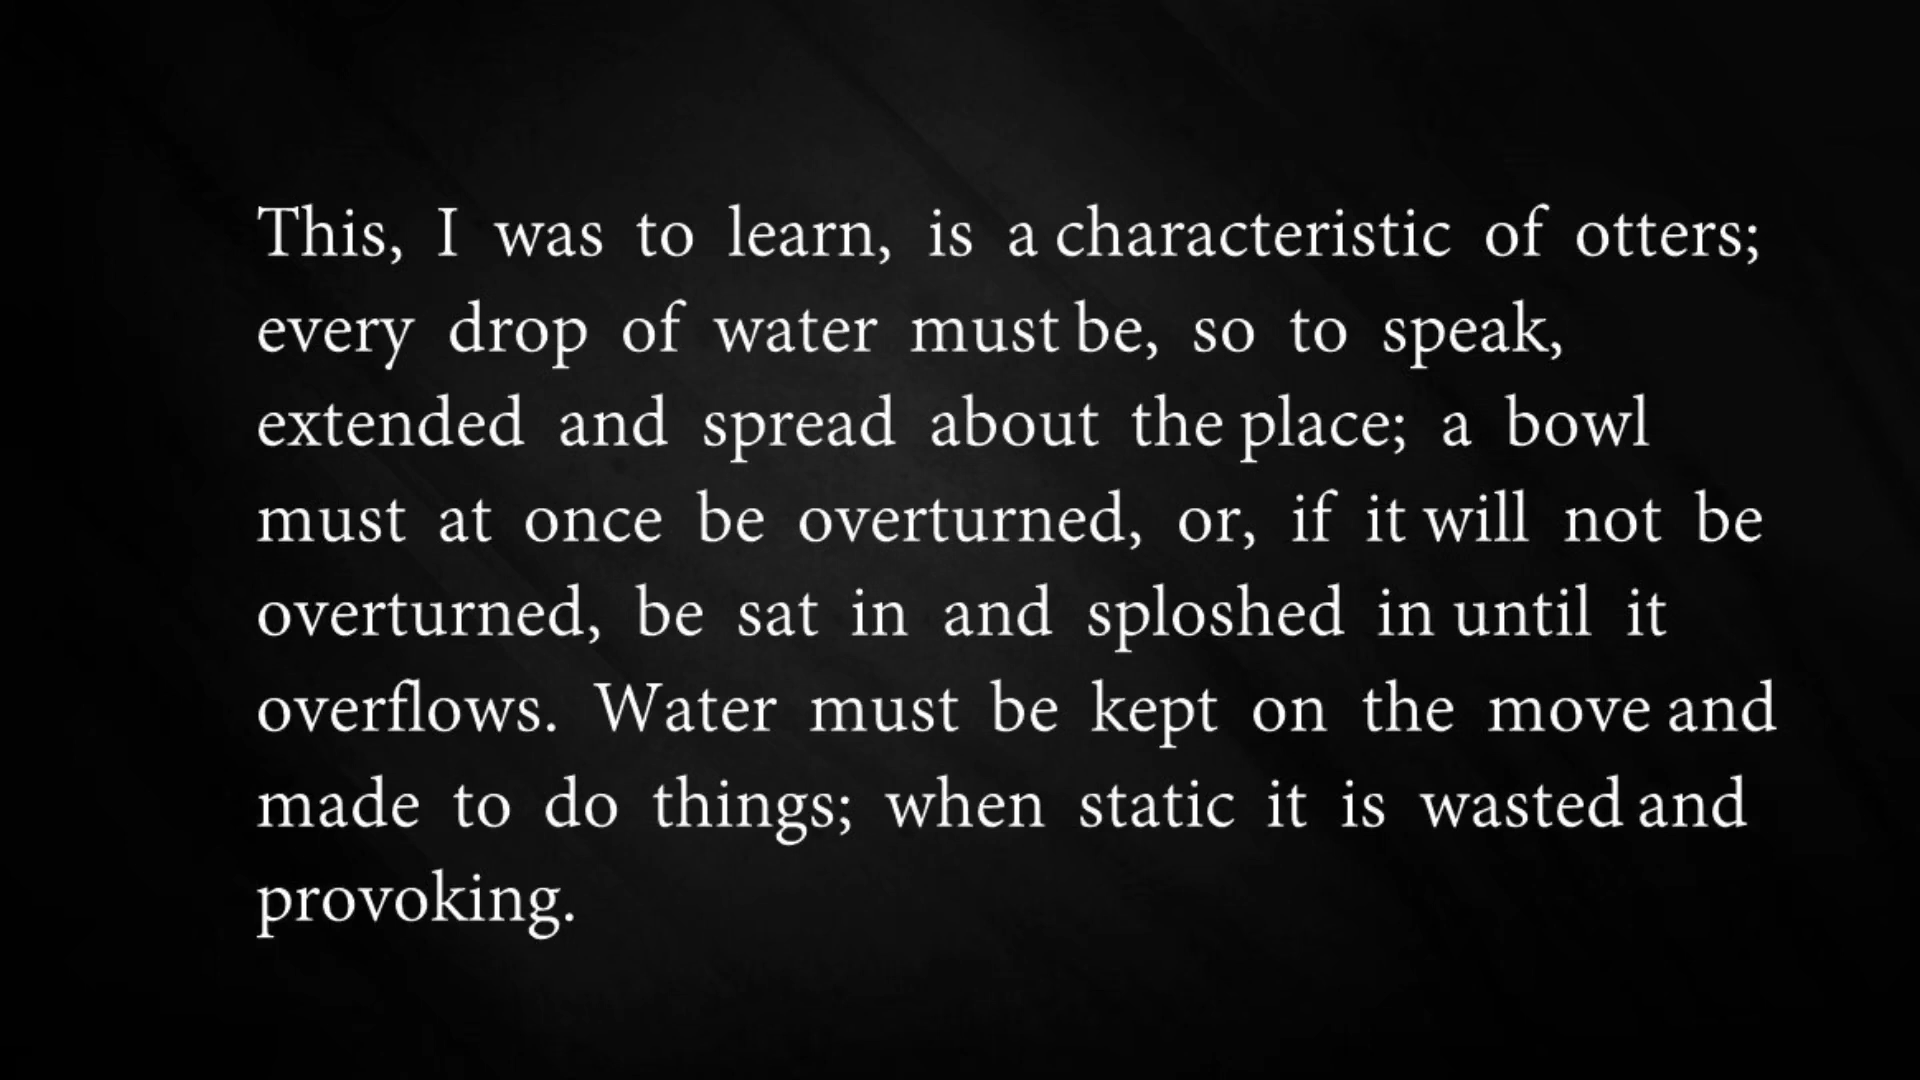 This, I was to learn, is a characteristic of otters;
every drop of water must be, so to speak,
extended and spread about the place; a bowl
must at once be overturned, or, if it will not be
overturned, be sat in and sploshed in until it
overflows. Water must be kept on the move and
made to do things; when static it is wasted and
provoking.